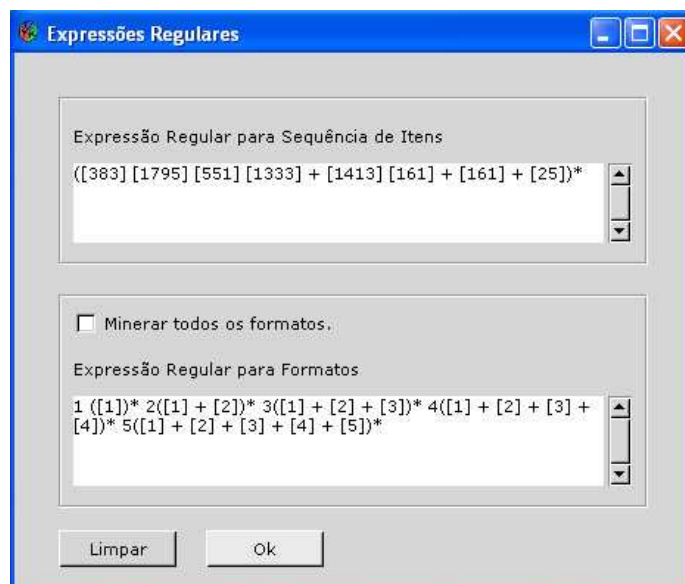 Expressões Regulares
Expressão Regular para Sequência de Itens
([383] [1795] [551] [1333] + [1413] [161] + [161] + [25])*
Minerar todos os formatos.
Expressão Regular para Formatos
1 ([1])* 2([1] + [2])* 3([1] + [2] + [3])* 4([1] + [2] + [3] +
[4])* 5([1] + [2] + [3] + [4] + [5])*
Limpar
Ok